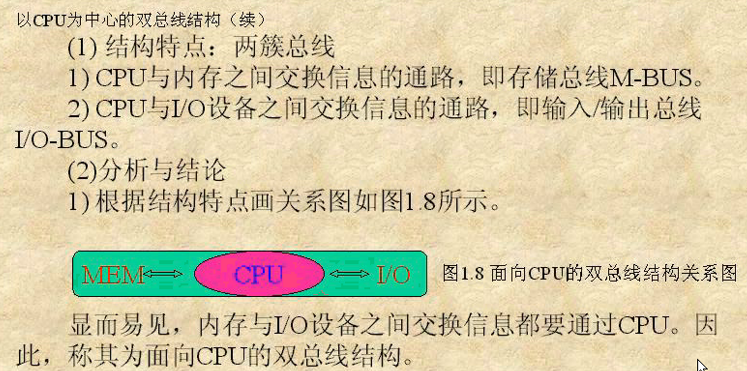 以CPU为中心的双总线结构（续）
(1) 结构特点：两簇总线
1) CPU与内存之间交换信息的通路，即存储总线M-BUS。
2) CPU与I/O设备之间交换信息的通路，即输入/输出总线
I/O-BUS。
(2)分析与结论
1) 根据结构特点画关系图如图1.8所示。
MEM CPU I/O 图1.8 面向CPU的双总线结构关系图
显而易见，内存与I/O设备之间交换信息都要通过CPU。因
此，称其为面向CPU的双总线结构。